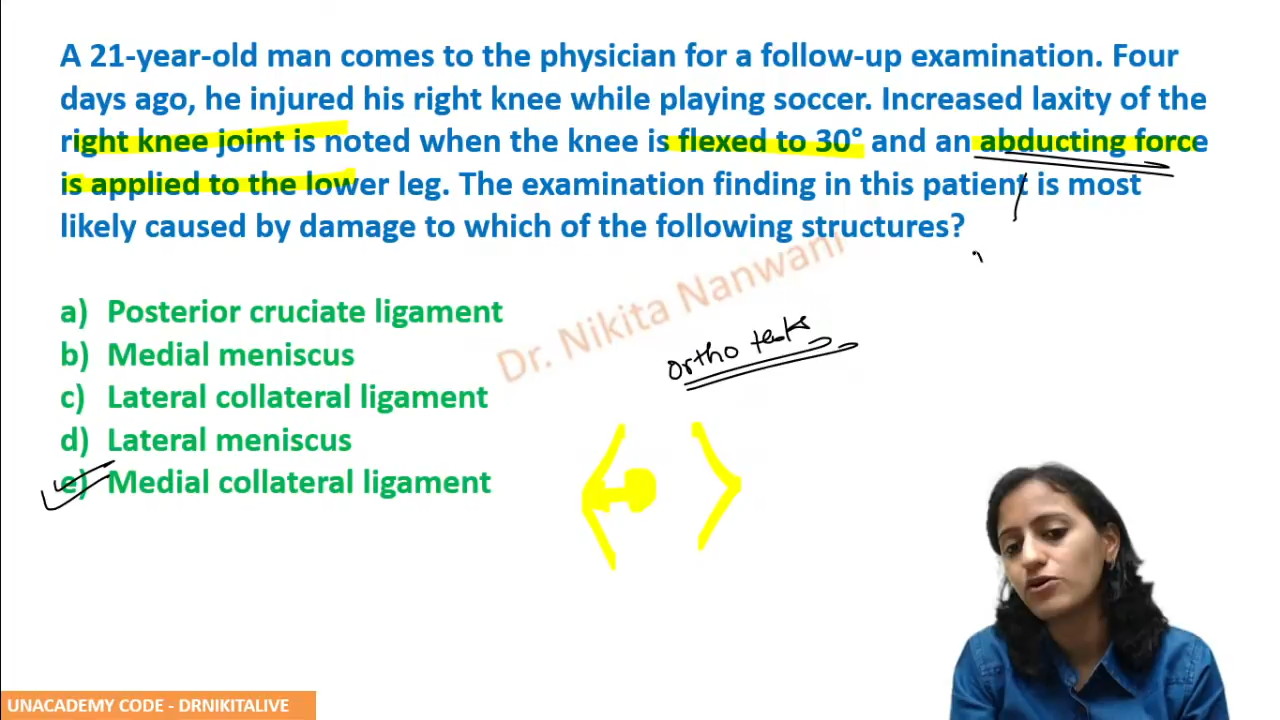 A 21-year-old man comes to the physician for a follow-up examination. Four
days ago, he injured his right knee while playing soccer. Increased laxity of the
right knee joint is noted when the knee is flexed to 30° and an abducting force
is applied to the lower leg. The examination finding in this patient is most
likely caused by damage to which of the following structures?
a) Posterior cruciate ligament
b) Medial meniscus
c) Lateral collateral ligament
d) Lateral meniscus
e) Medial collateral ligament
Dr. Nikita Nanwani
Ortho tests
UNACADEMY CODE - DRNIKITALIVE